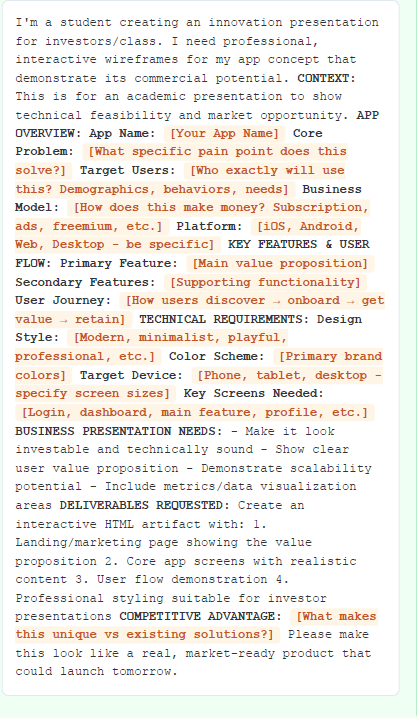 I'm a student creating an innovation presentation
for investors/class. I need professional,
interactive wireframes for my app concept that
demonstrate its commercial potential. CONTEXT:
This is for an academic presentation to show
technical feasibility and market opportunity. APP
OVERVIEW: App Name: [Your App Name] Core
Problem: [What specific pain point does this
solve?] Target Users: [Who exactly will use
this? Demographics, behaviors, needs] Business
Model: [How does this make money? Subscription,
ads, freemium, etc.] Platform: [iOS, Android,
Web, Desktop - be specific] KEY FEATURES & USER
FLOW: Primary Feature: [Main value proposition]
Secondary Features: [Supporting functionality]
User Journey: [How users discover → onboard → get
value → retain] TECHNICAL REQUIREMENTS: Design
Style: [Modern, minimalist, playful,
professional, etc.] Color Scheme: [Primary brand
colors] Target Device: [Phone, tablet, desktop -
specify screen sizes] Key Screens Needed:
[Login, dashboard, main feature, profile, etc.]
BUSINESS PRESENTATION NEEDS: - Make it look
investable and technically sound - Show clear
user value proposition - Demonstrate scalability
potential - Include metrics/data visualization
areas DELIVERABLES REQUESTED: Create an
interactive HTML artifact with: 1.
Landing/marketing page showing the value
proposition 2. Core app screens with realistic
content 3. User flow demonstration 4.
Professional styling suitable for investor
presentations COMPETITIVE ADVANTAGE: [What makes
this unique vs existing solutions?] Please make
this look like a real, market-ready product that
could launch tomorrow.